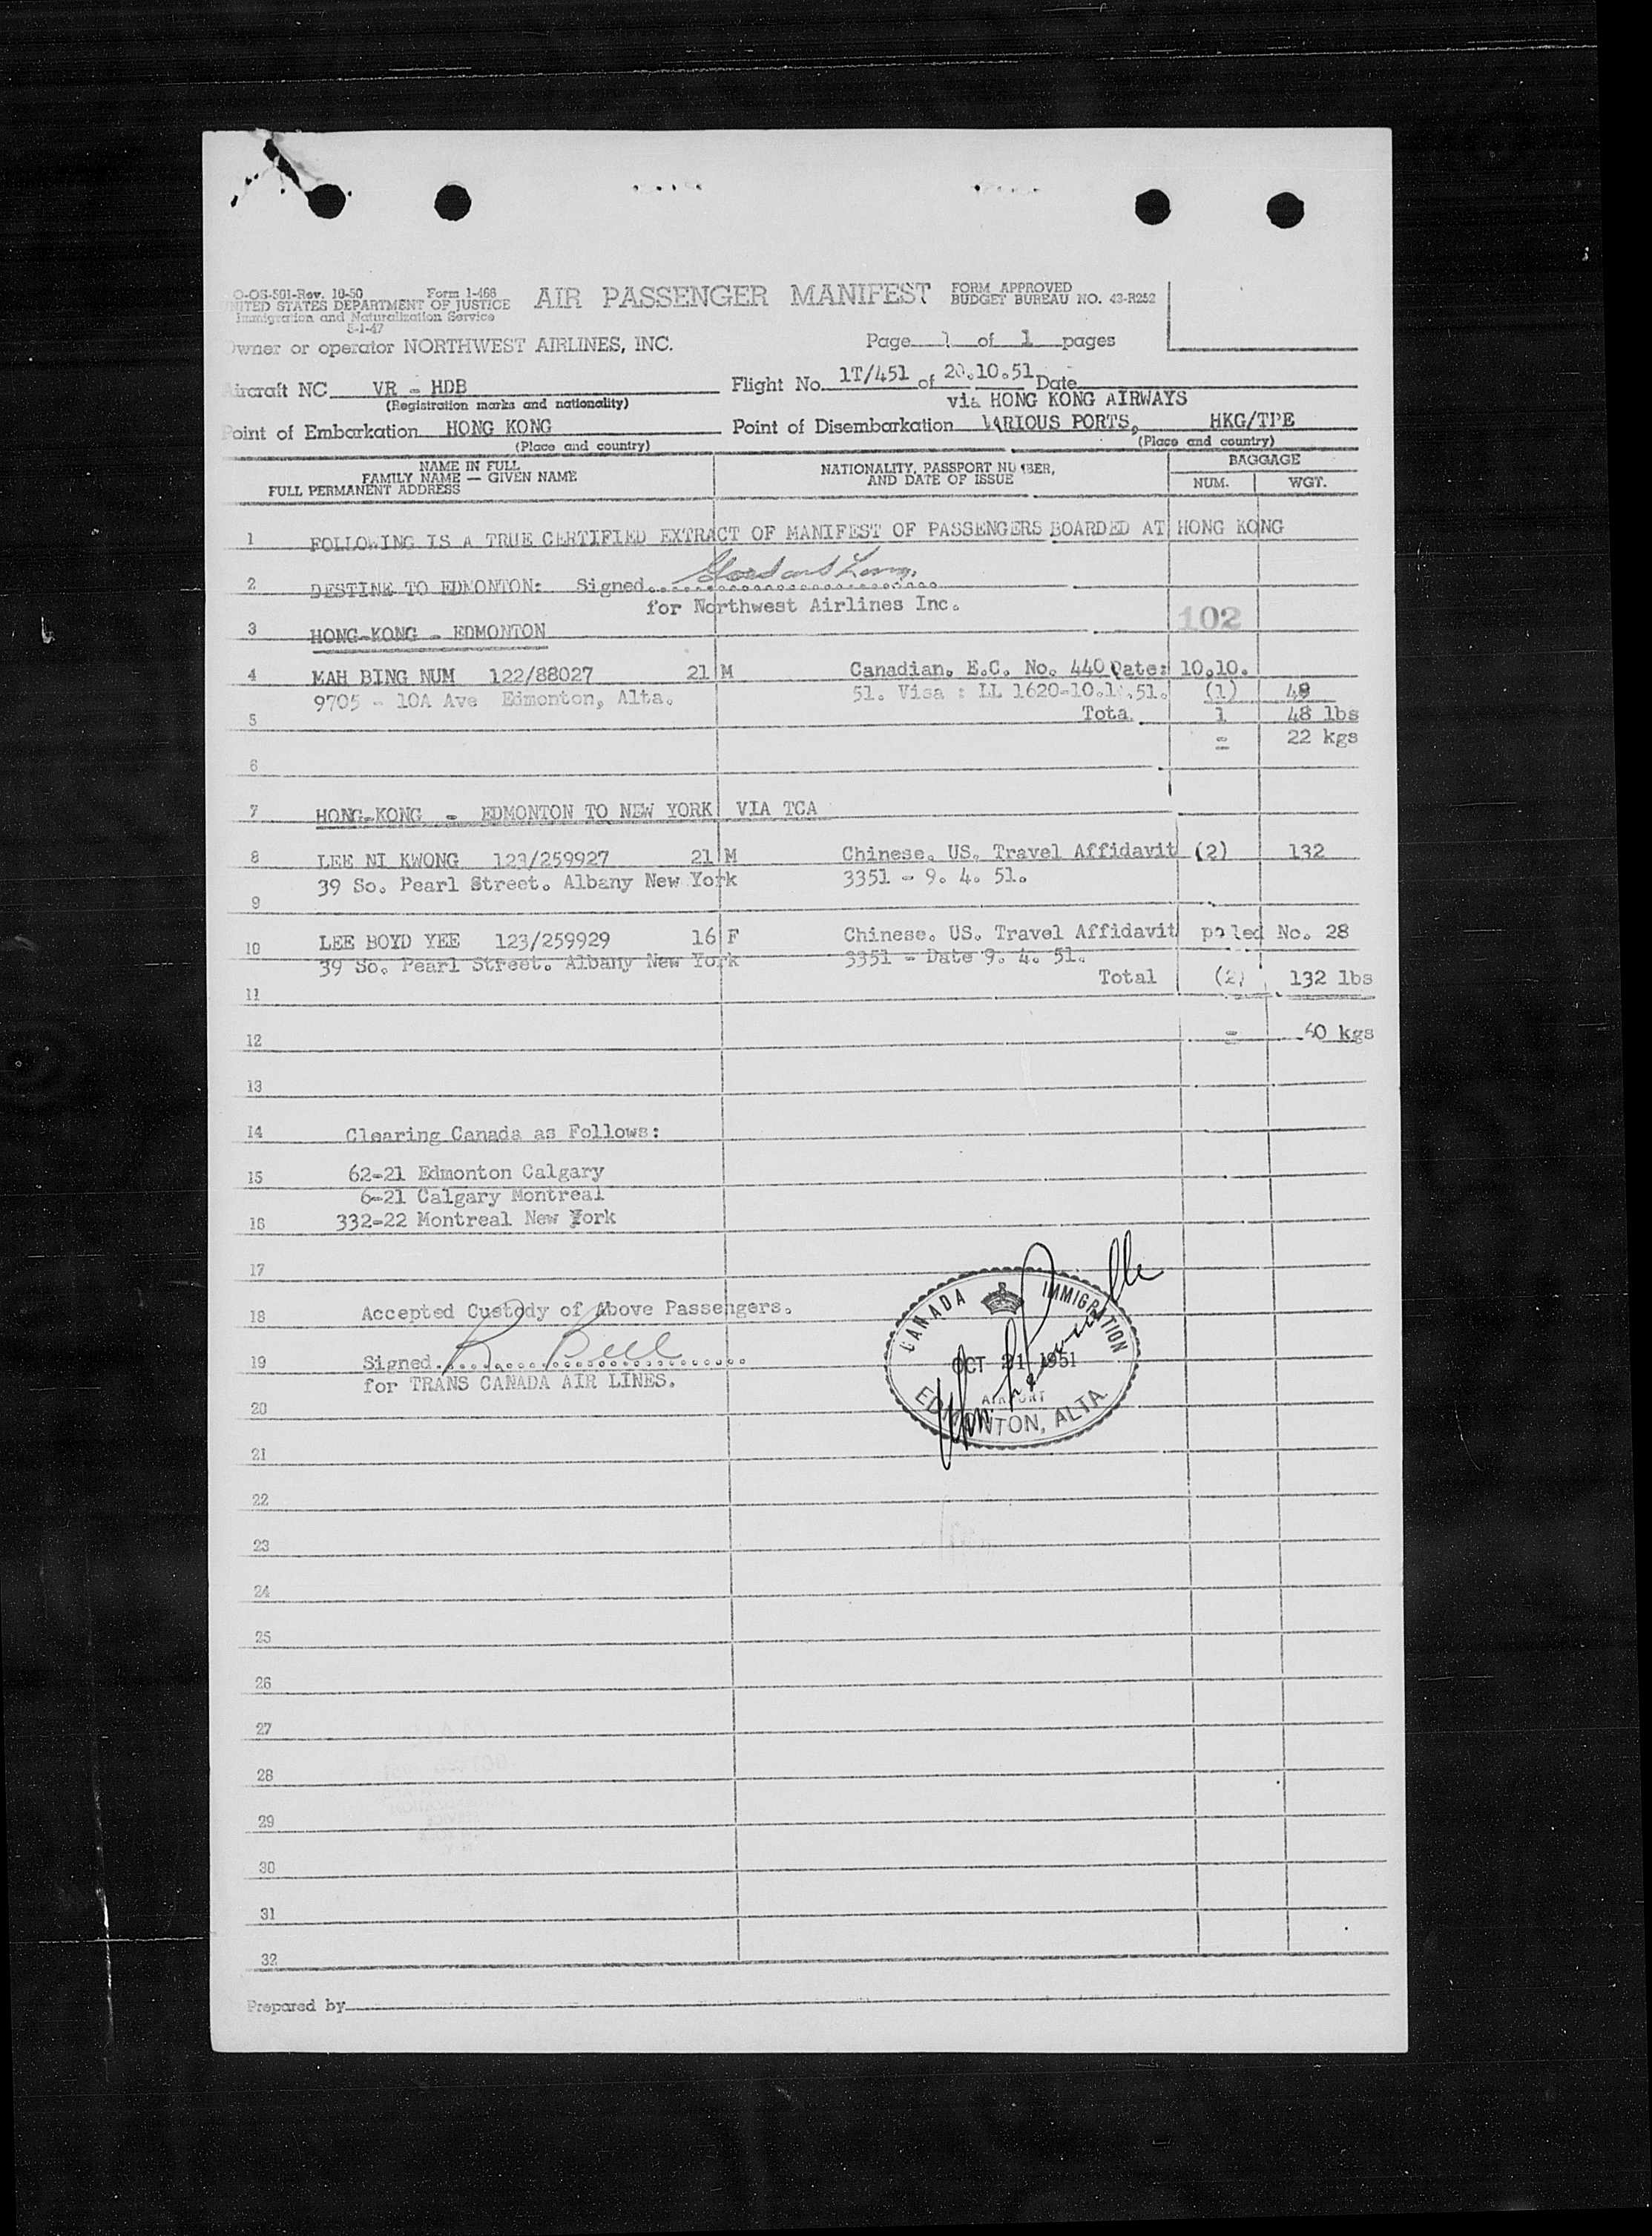 O-OS-S01-Rev. 10-50 Form I-466
UNITED STATES DEPARTMENT OF JUSTICE
Immigration and Naturalization Service
5-1-47
AIR PASSENGER MANIFEST
FORM APPROVED
BUDGET BUREAU NO. 43-R252
Owner or operator NORTHWEST AIRLINES, INC.
Page 1 of 1 pages
Aircraft NC VR - HDB Flight No. 1T/451 of 20.10.51 Date
(Registration marks and nationality) via HONG KONG AIRWAYS
Point of Embarkation HONG KONG Point of Disembarkation VARIOUS PORTS, HKG/TPE
(Place and country) (Place and country)
NAME IN FULL
FAMILY NAME — GIVEN NAME
FULL PERMANENT ADDRESS
NATIONALITY, PASSPORT NUMBER,
AND DATE OF ISSUE
BAGGAGE
NUM. WGT.
1 FOLLOWING IS A TRUE CERTIFIED EXTRACT OF MANIFEST OF PASSENGERS BOARDED AT HONG KONG
2 DESTINE TO EDMONTON: Signed
for Northwest Airlines Inc.
3 HONG-KONG - EDMONTON 102
4 MAH BING NUM 122/88027 21 M Canadian. E.C. No. 440 Date: 10.10.
9705 - 10A Ave Edmonton, Alta. 51. Visa : LL 1620-10.1 .51. (1) 48
5 Total 1 48 lbs
= 22 kgs
6
7 HONG-KONG - EDMONTON TO NEW YORK VIA TCA
8 LEE NI KWONG 123/259927 21 M Chinese. US. Travel Affidavit (2) 132
39 So. Pearl Street. Albany New York 3351 - 9. 4. 51.
9
10 LEE BOYD YEE 123/259929 16 F Chinese. US. Travel Affidavit pooled No. 28
39 So. Pearl Street. Albany New York 3351 - Date 9. 4. 51.
Total (2) 132 lbs
11
12 = 60 kgs
13
14 Clearing Canada as Follows:
15 62-21 Edmonton Calgary
6-21 Calgary Montreal
16 332-22 Montreal New York
17
18 Accepted Custody of Above Passengers.
19 Signed R Bell
for TRANS CANADA AIR LINES.
CANADA IMMIGRATION
OCT 21 1951
AIRPORT
EDMONTON, ALTA.
20
21
22
23
24
25
26
27
28
29
30
31
32
Prepared by